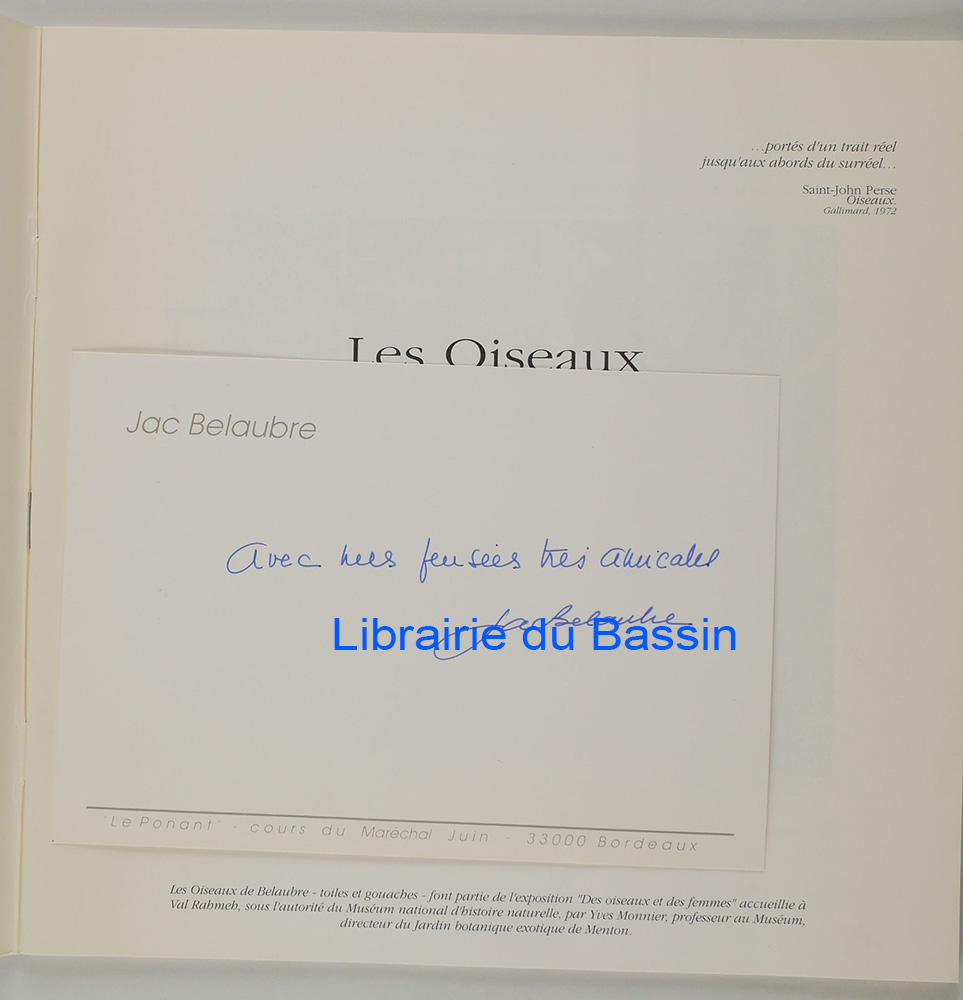 ...portés d'un trait réel
jusqu'aux abords du surréel...
Saint-John Perse
Oiseaux.
Gallimard, 1972
Les Oiseaux
Jac Belaubre
avec mes pensées très amicales
Jac Belaubre
Librairie du Bassin
"Le Ponant" - cours du Maréchal Juin - 33000 Bordeaux
Les Oiseaux de Belaubre - toiles et gouaches - font partie de l'exposition "Des oiseaux et des femmes" accueillie à
Val Rahmeh, sous l'autorité du Muséum national d'histoire naturelle, par Yves Monnier, professeur au Muséum,
directeur du Jardin botanique exotique de Menton.